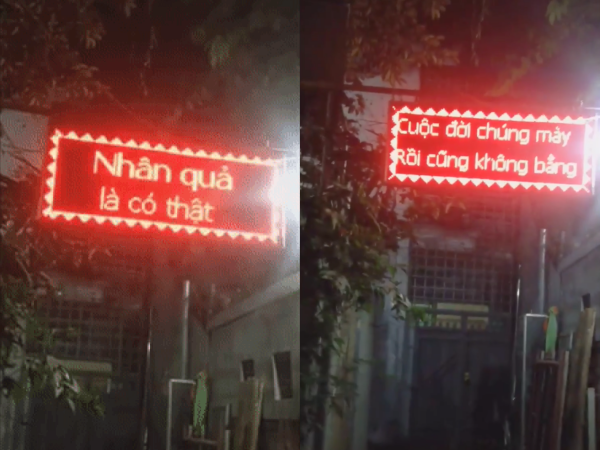 Nhân quả
là có thật
Cuộc đời chúng mày
Rồi cũng không bằng